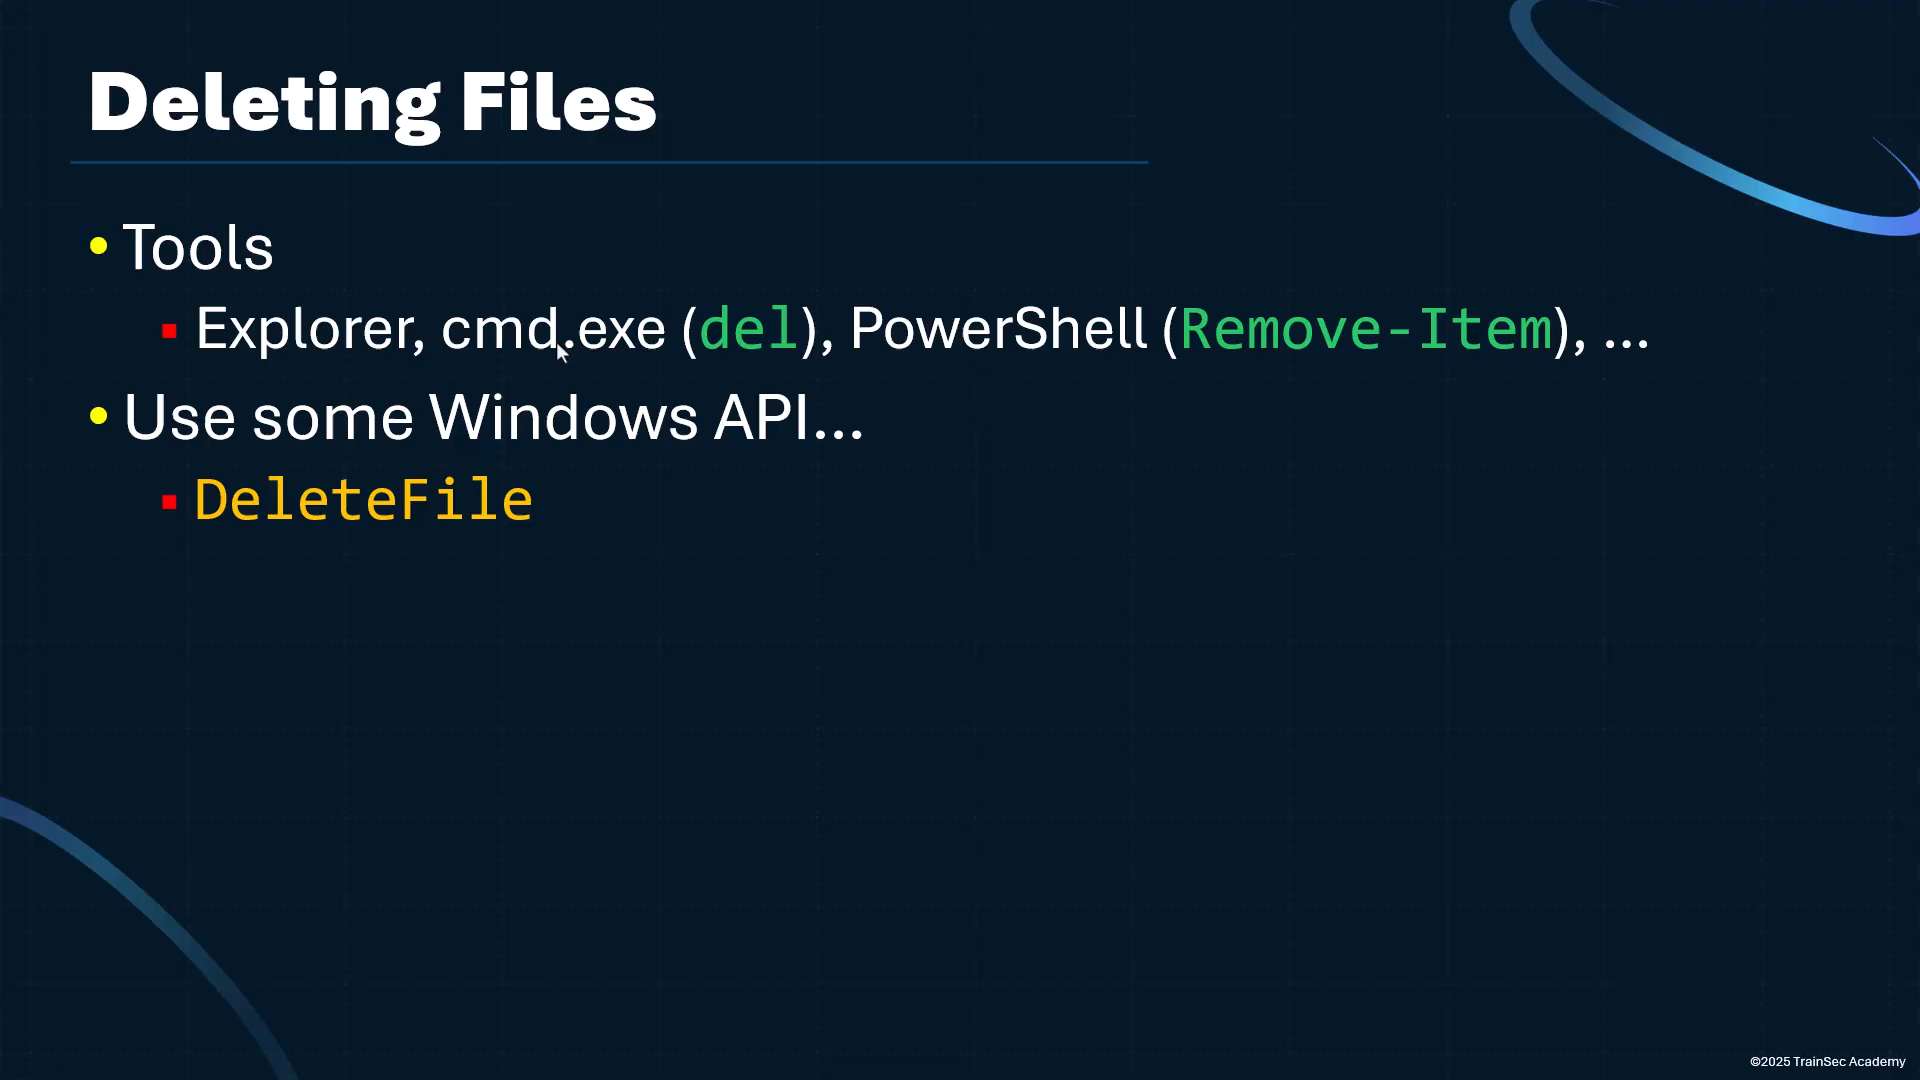 Deleting Files
• Tools
▪ Explorer, cmd.exe (del), PowerShell (Remove-Item), …
• Use some Windows API…
▪ DeleteFile
©2025 TrainSec Academy